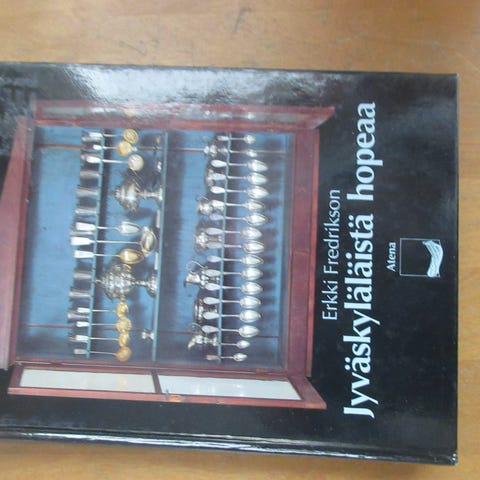 Erkki Fredrikson
Jyväskyläläistä hopeaa
Atena